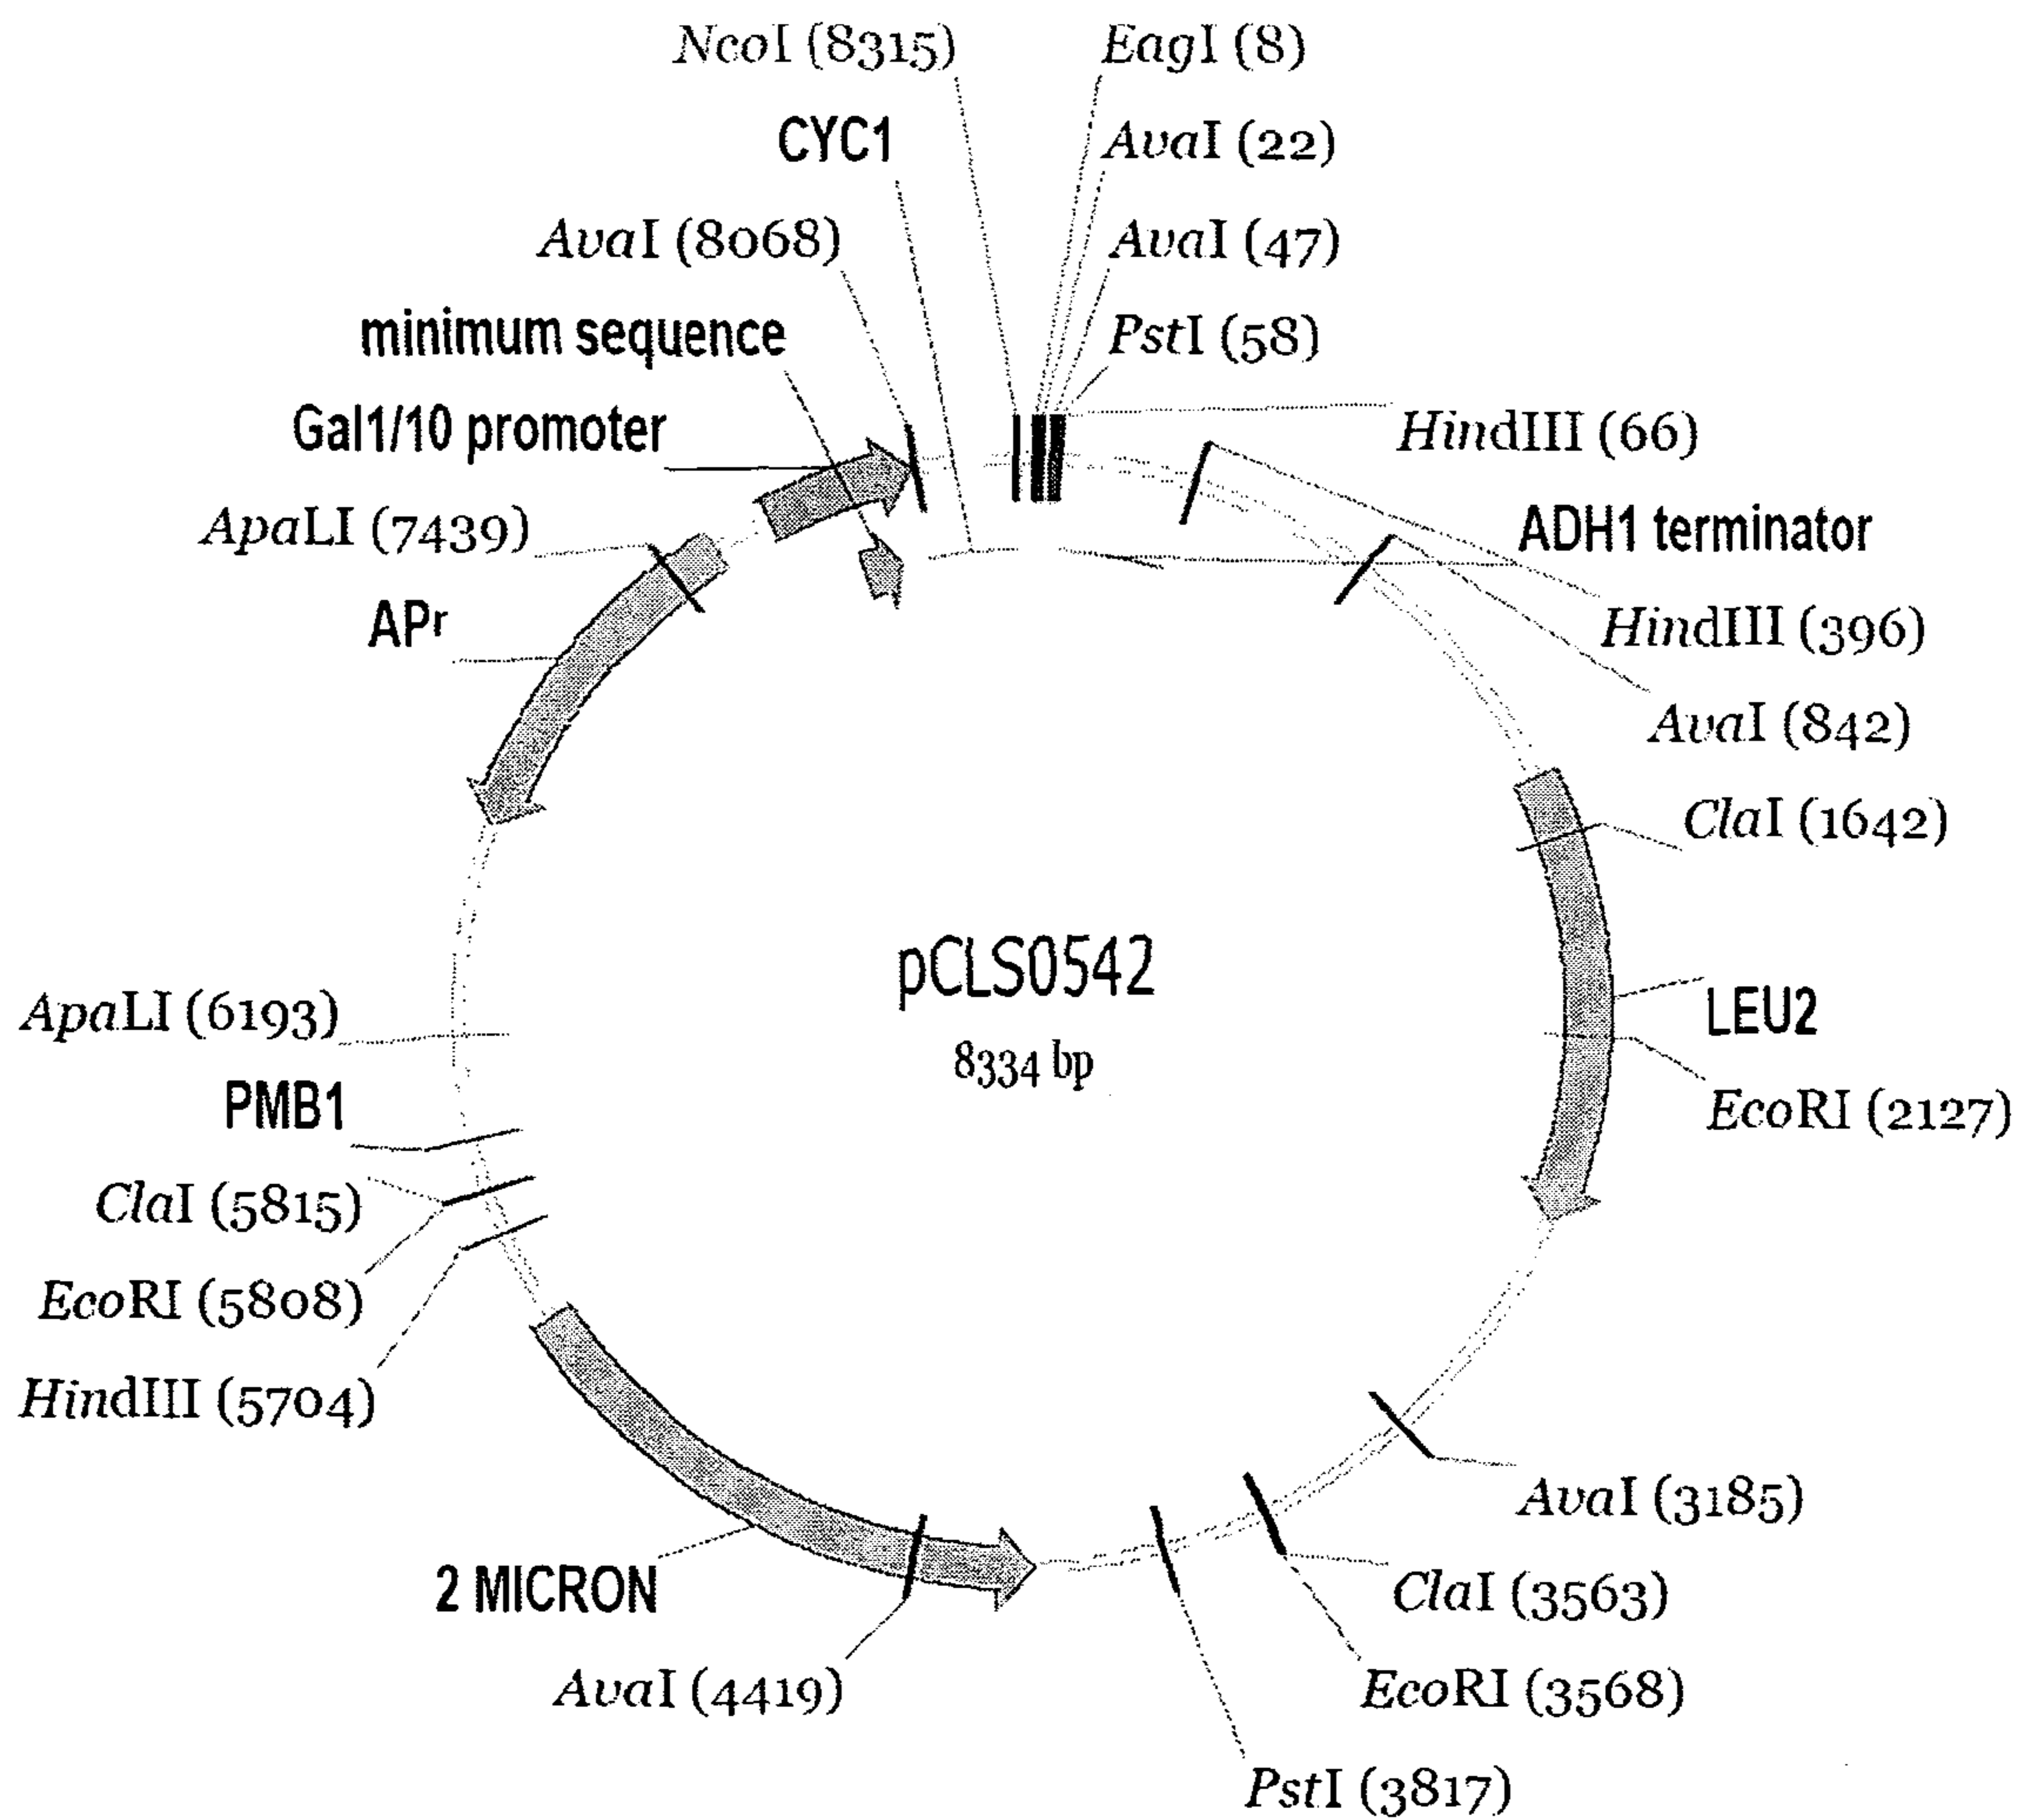 NcoI (8315)
EagI (8)
CYC1
AvaI (22)
AvaI (8068)
AvaI (47)
minimum sequence
PstI (58)
Gal1/10 promoter
HindIII (66)
ApaLI (7439)
ADH1 terminator
APr
HindIII (396)
AvaI (842)
ClaI (1642)
pCLS0542
8334 bp
LEU2
ApaLI (6193)
EcoRI (2127)
PMB1
ClaI (5815)
EcoRI (5808)
HindIII (5704)
AvaI (3185)
2 MICRON
ClaI (3563)
AvaI (4419)
EcoRI (3568)
PstI (3817)